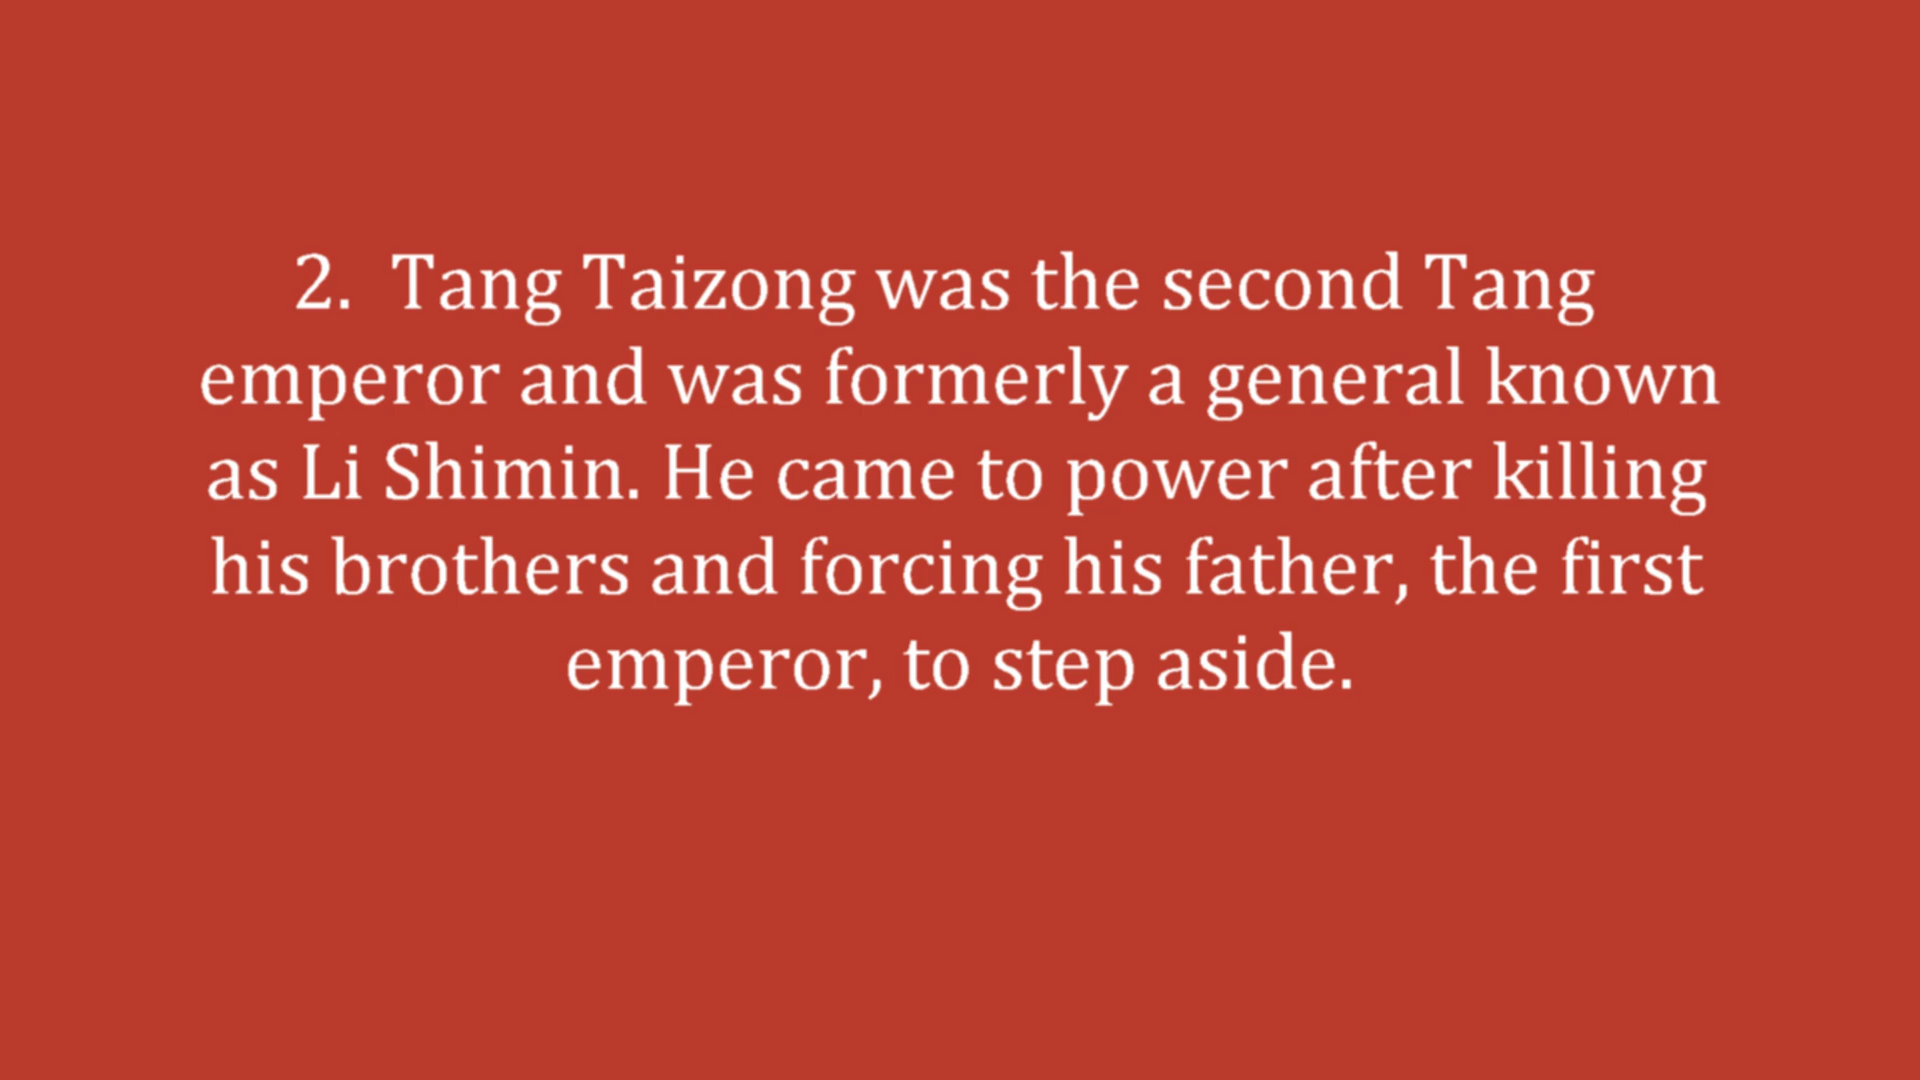 2. Tang Taizong was the second Tang
emperor and was formerly a general known
as Li Shimin. He came to power after killing
his brothers and forcing his father, the first
emperor, to step aside.